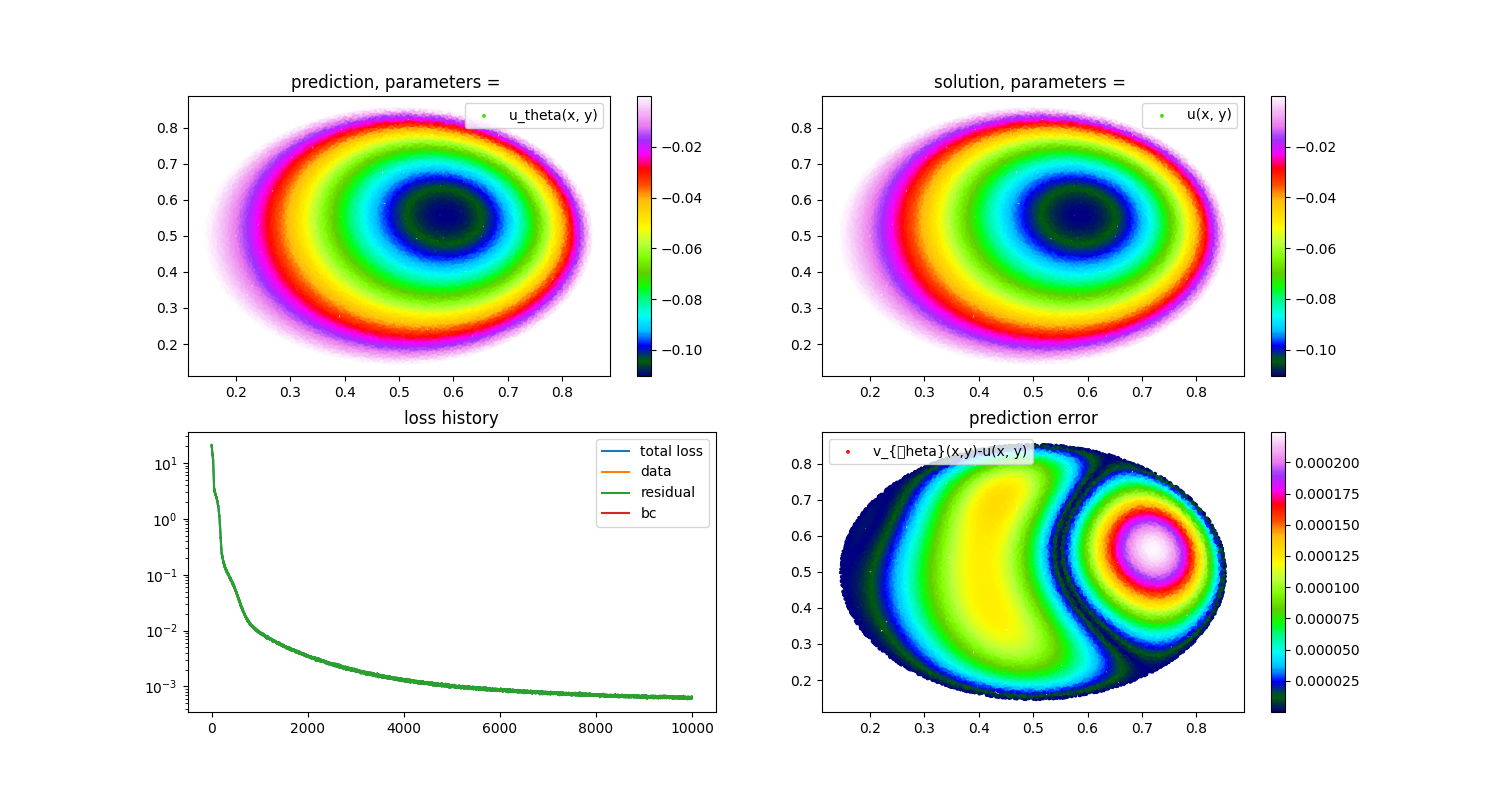 prediction, parameters =
u_theta(x, y)
0.8
0.7
0.6
0.5
0.4
0.3
0.2
0.2 0.3 0.4 0.5 0.6 0.7 0.8
−0.02
−0.04
−0.06
−0.08
−0.10
solution, parameters =
u(x, y)
0.8
0.7
0.6
0.5
0.4
0.3
0.2
0.2 0.3 0.4 0.5 0.6 0.7 0.8
−0.02
−0.04
−0.06
−0.08
−0.10
loss history
total loss
data
residual
bc
10¹
10⁰
10⁻¹
10⁻²
10⁻³
0 2000 4000 6000 8000 10000
prediction error
v_{▯heta}(x,y)-u(x, y)
0.8
0.7
0.6
0.5
0.4
0.3
0.2
0.2 0.3 0.4 0.5 0.6 0.7 0.8
0.000200
0.000175
0.000150
0.000125
0.000100
0.000075
0.000050
0.000025